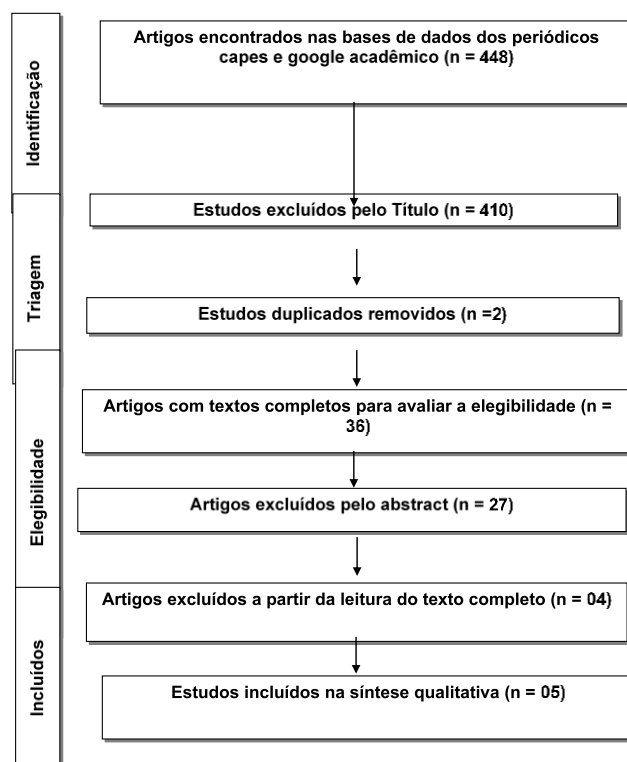 Identificação
Artigos encontrados nas bases de dados dos periódicos
capes e google acadêmico (n = 448)
Triagem
Estudos excluídos pelo Título (n = 410)
Estudos duplicados removidos (n =2)
Elegibilidade
Artigos com textos completos para avaliar a elegibilidade (n =
36)
Artigos excluídos pelo abstract (n = 27)
Incluídos
Artigos excluídos a partir da leitura do texto completo (n = 04)
Estudos incluídos na síntese qualitativa (n = 05)